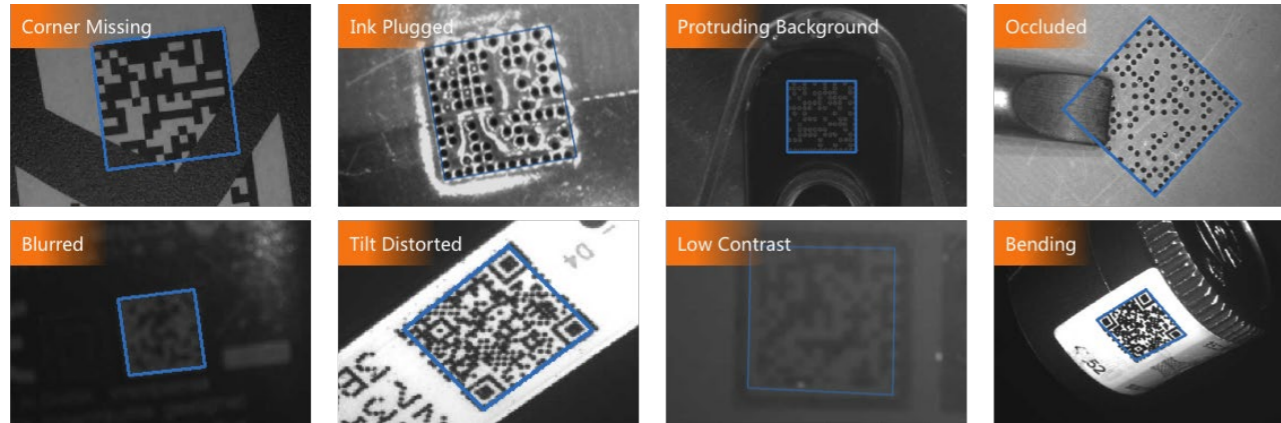 Corner Missing
Ink Plugged
Protruding Background
Occluded
Blurred
Tilt Distorted
D4
Low Contrast
Bending